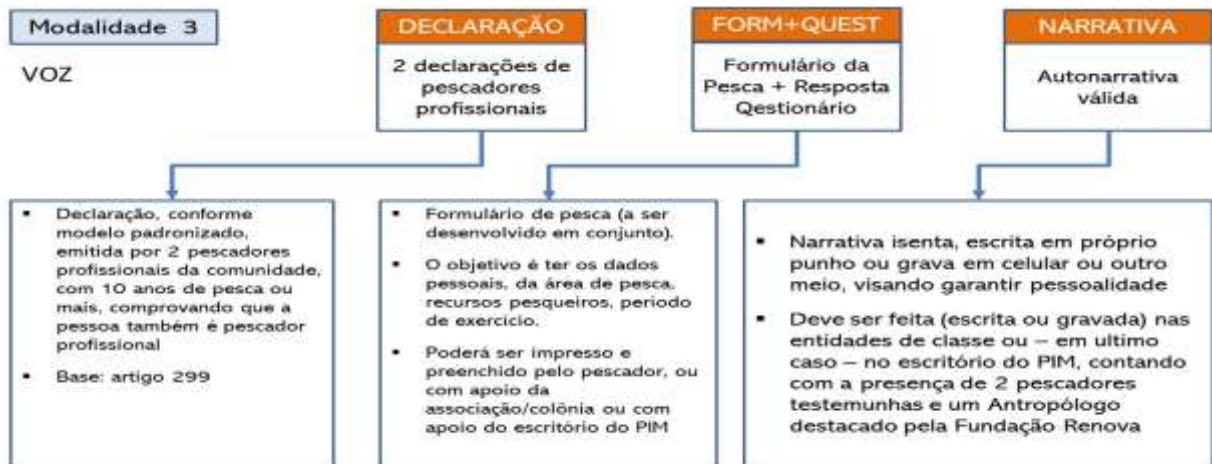 Modalidade 3
VOZ
DECLARAÇÃO
2 declarações de
pescadores
profissionais
FORM+QUEST
Formulário da
Pesca + Resposta
Qestionário
NARRATIVA
Autonarrativa
válida
▪ Declaração, conforme
modelo padronizado,
emitida por 2 pescadores
profissionais da comunidade,
com 10 anos de pesca ou
mais, comprovando que a
pessoa também é pescador
profissional
▪ Base: artigo 299
▪ Formulário de pesca (a ser
desenvolvido em conjunto).
▪ O objetivo é ter os dados
pessoais, da área de pesca,
recursos pesqueiros, período
de exercício.
▪ Poderá ser impresso e
preenchido pelo pescador, ou
com apoio da
associação/colônia ou com
apoio do escritório do PIM
▪ Narrativa isenta, escrita em próprio
punho ou grava em celular ou outro
meio, visando garantir pessoalidade
▪ Deve ser feita (escrita ou gravada) nas
entidades de classe ou – em ultimo
caso – no escritório do PIM, contando
com a presença de 2 pescadores
testemunhas e um Antropólogo
destacado pela Fundação Renova